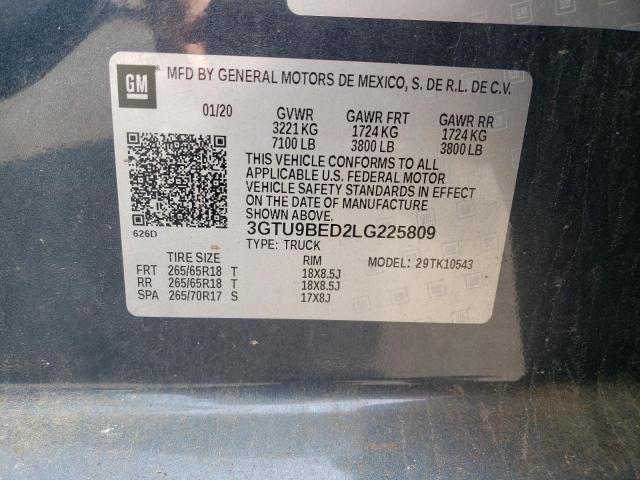 GM
MFD BY GENERAL MOTORS DE MEXICO, S. DE R.L. DE C.V.
01/20 GVWR GAWR FRT GAWR RR
3221 KG 1724 KG 1724 KG
7100 LB 3800 LB 3800 LB
THIS VEHICLE CONFORMS TO ALL
APPLICABLE U.S. FEDERAL MOTOR
VEHICLE SAFETY STANDARDS IN EFFECT
ON THE DATE OF MANUFACTURE
SHOWN ABOVE.
626D 3GTU9BED2LG225809
TYPE: TRUCK
TIRE SIZE RIM MODEL: 29TK10543
FRT 265/65R18 T 18X8.5J
RR 265/65R18 T 18X8.5J
SPA 265/70R17 S 17X8J